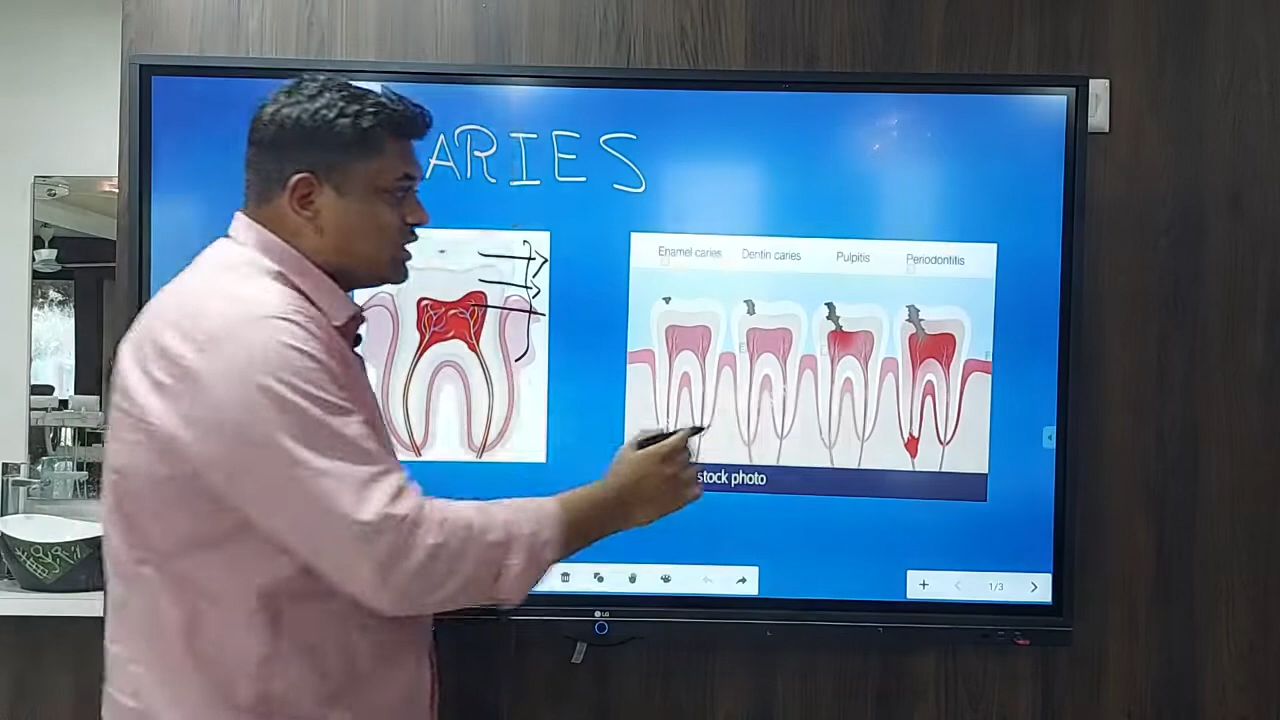 ARIES
Enamel caries Dentin caries Pulpitis Periodontitis
stock photo
1/3
LG